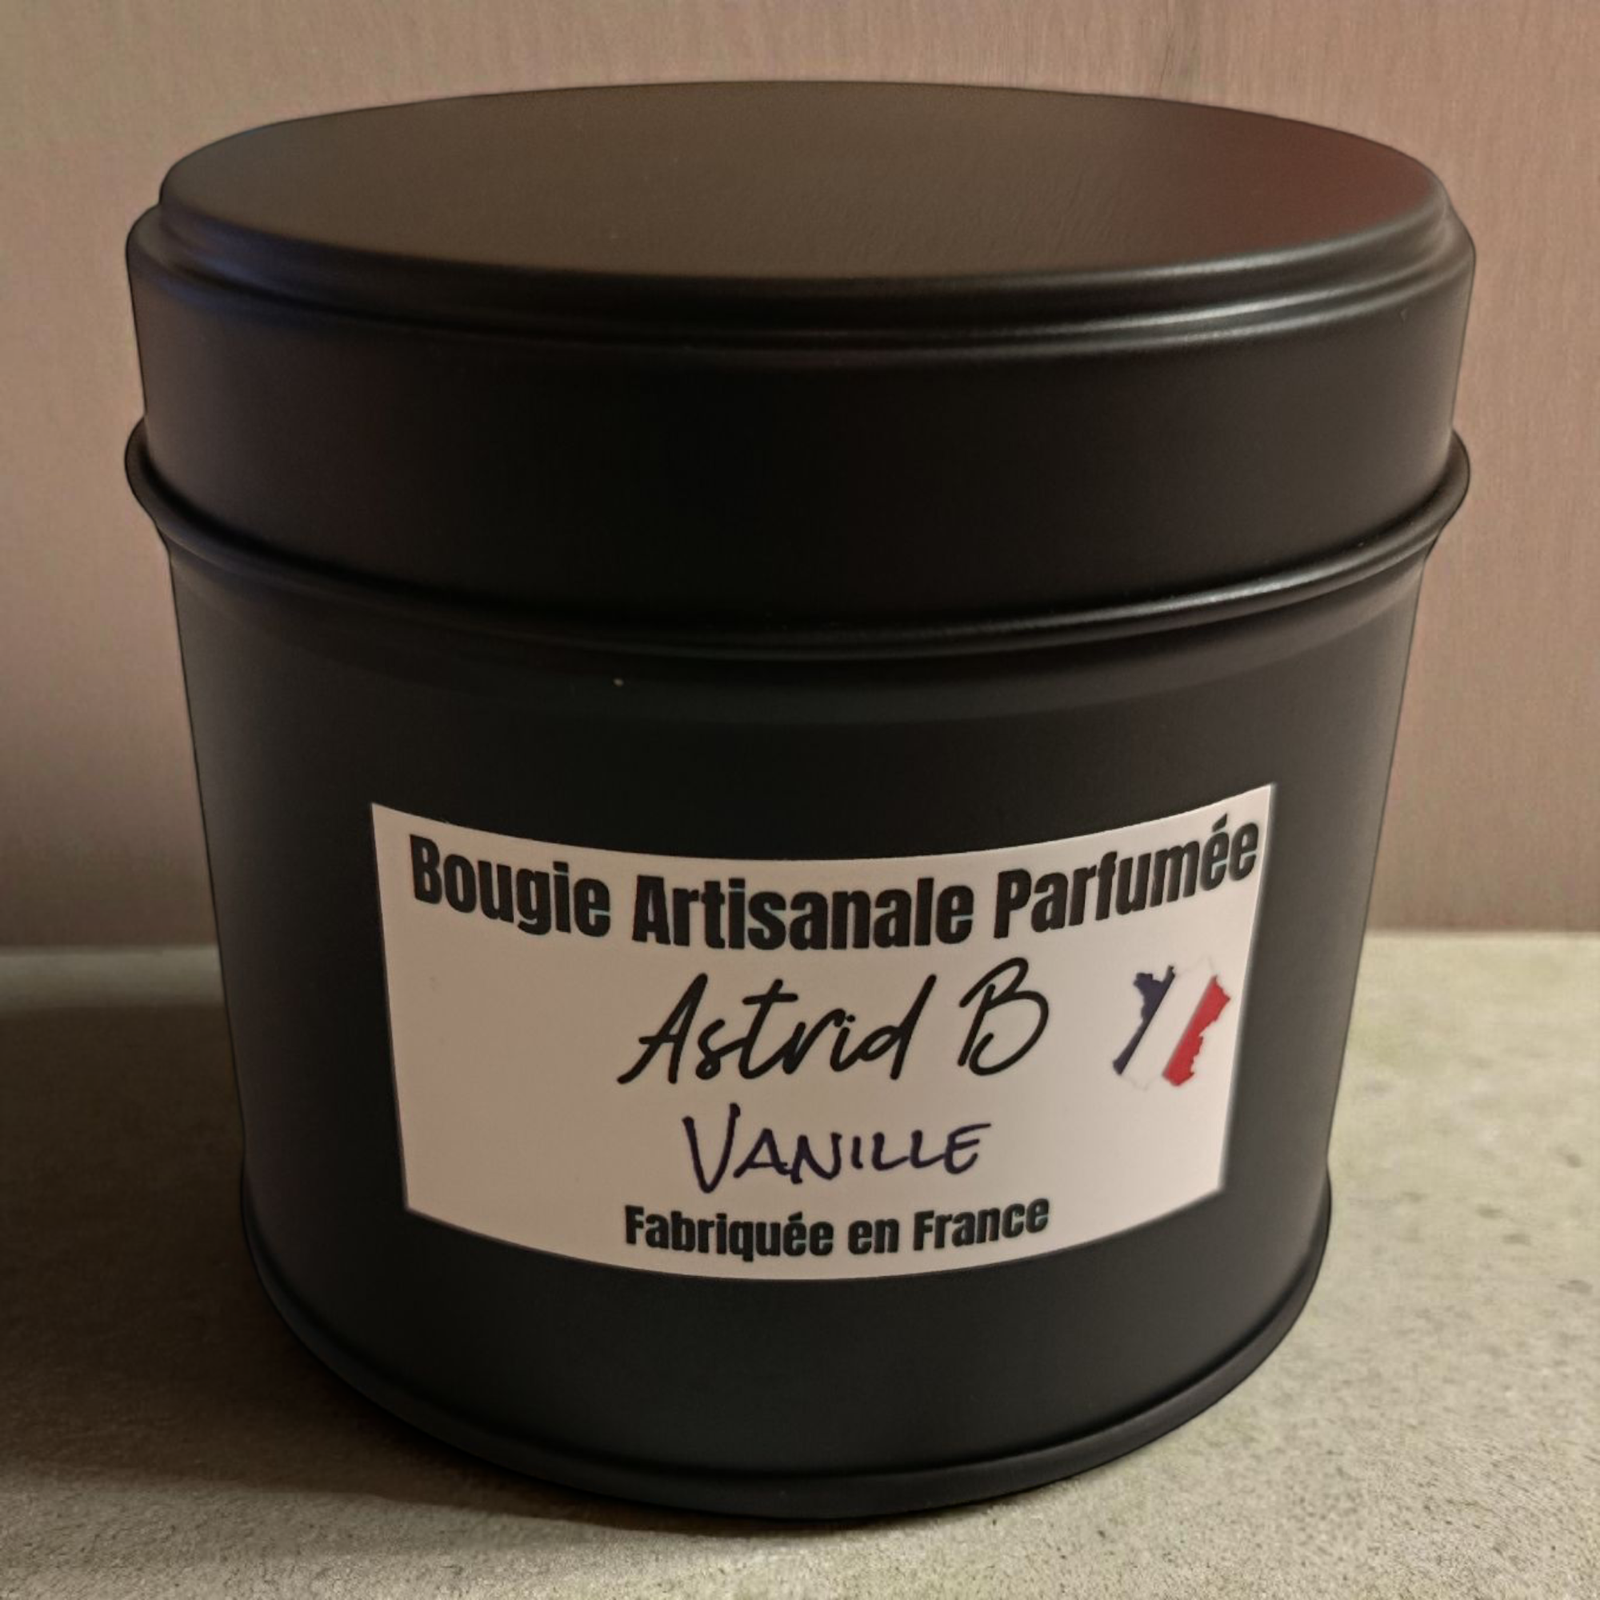 Bougie Artisanale Parfumée
Astrid B
VANILLE
Fabriquée en France